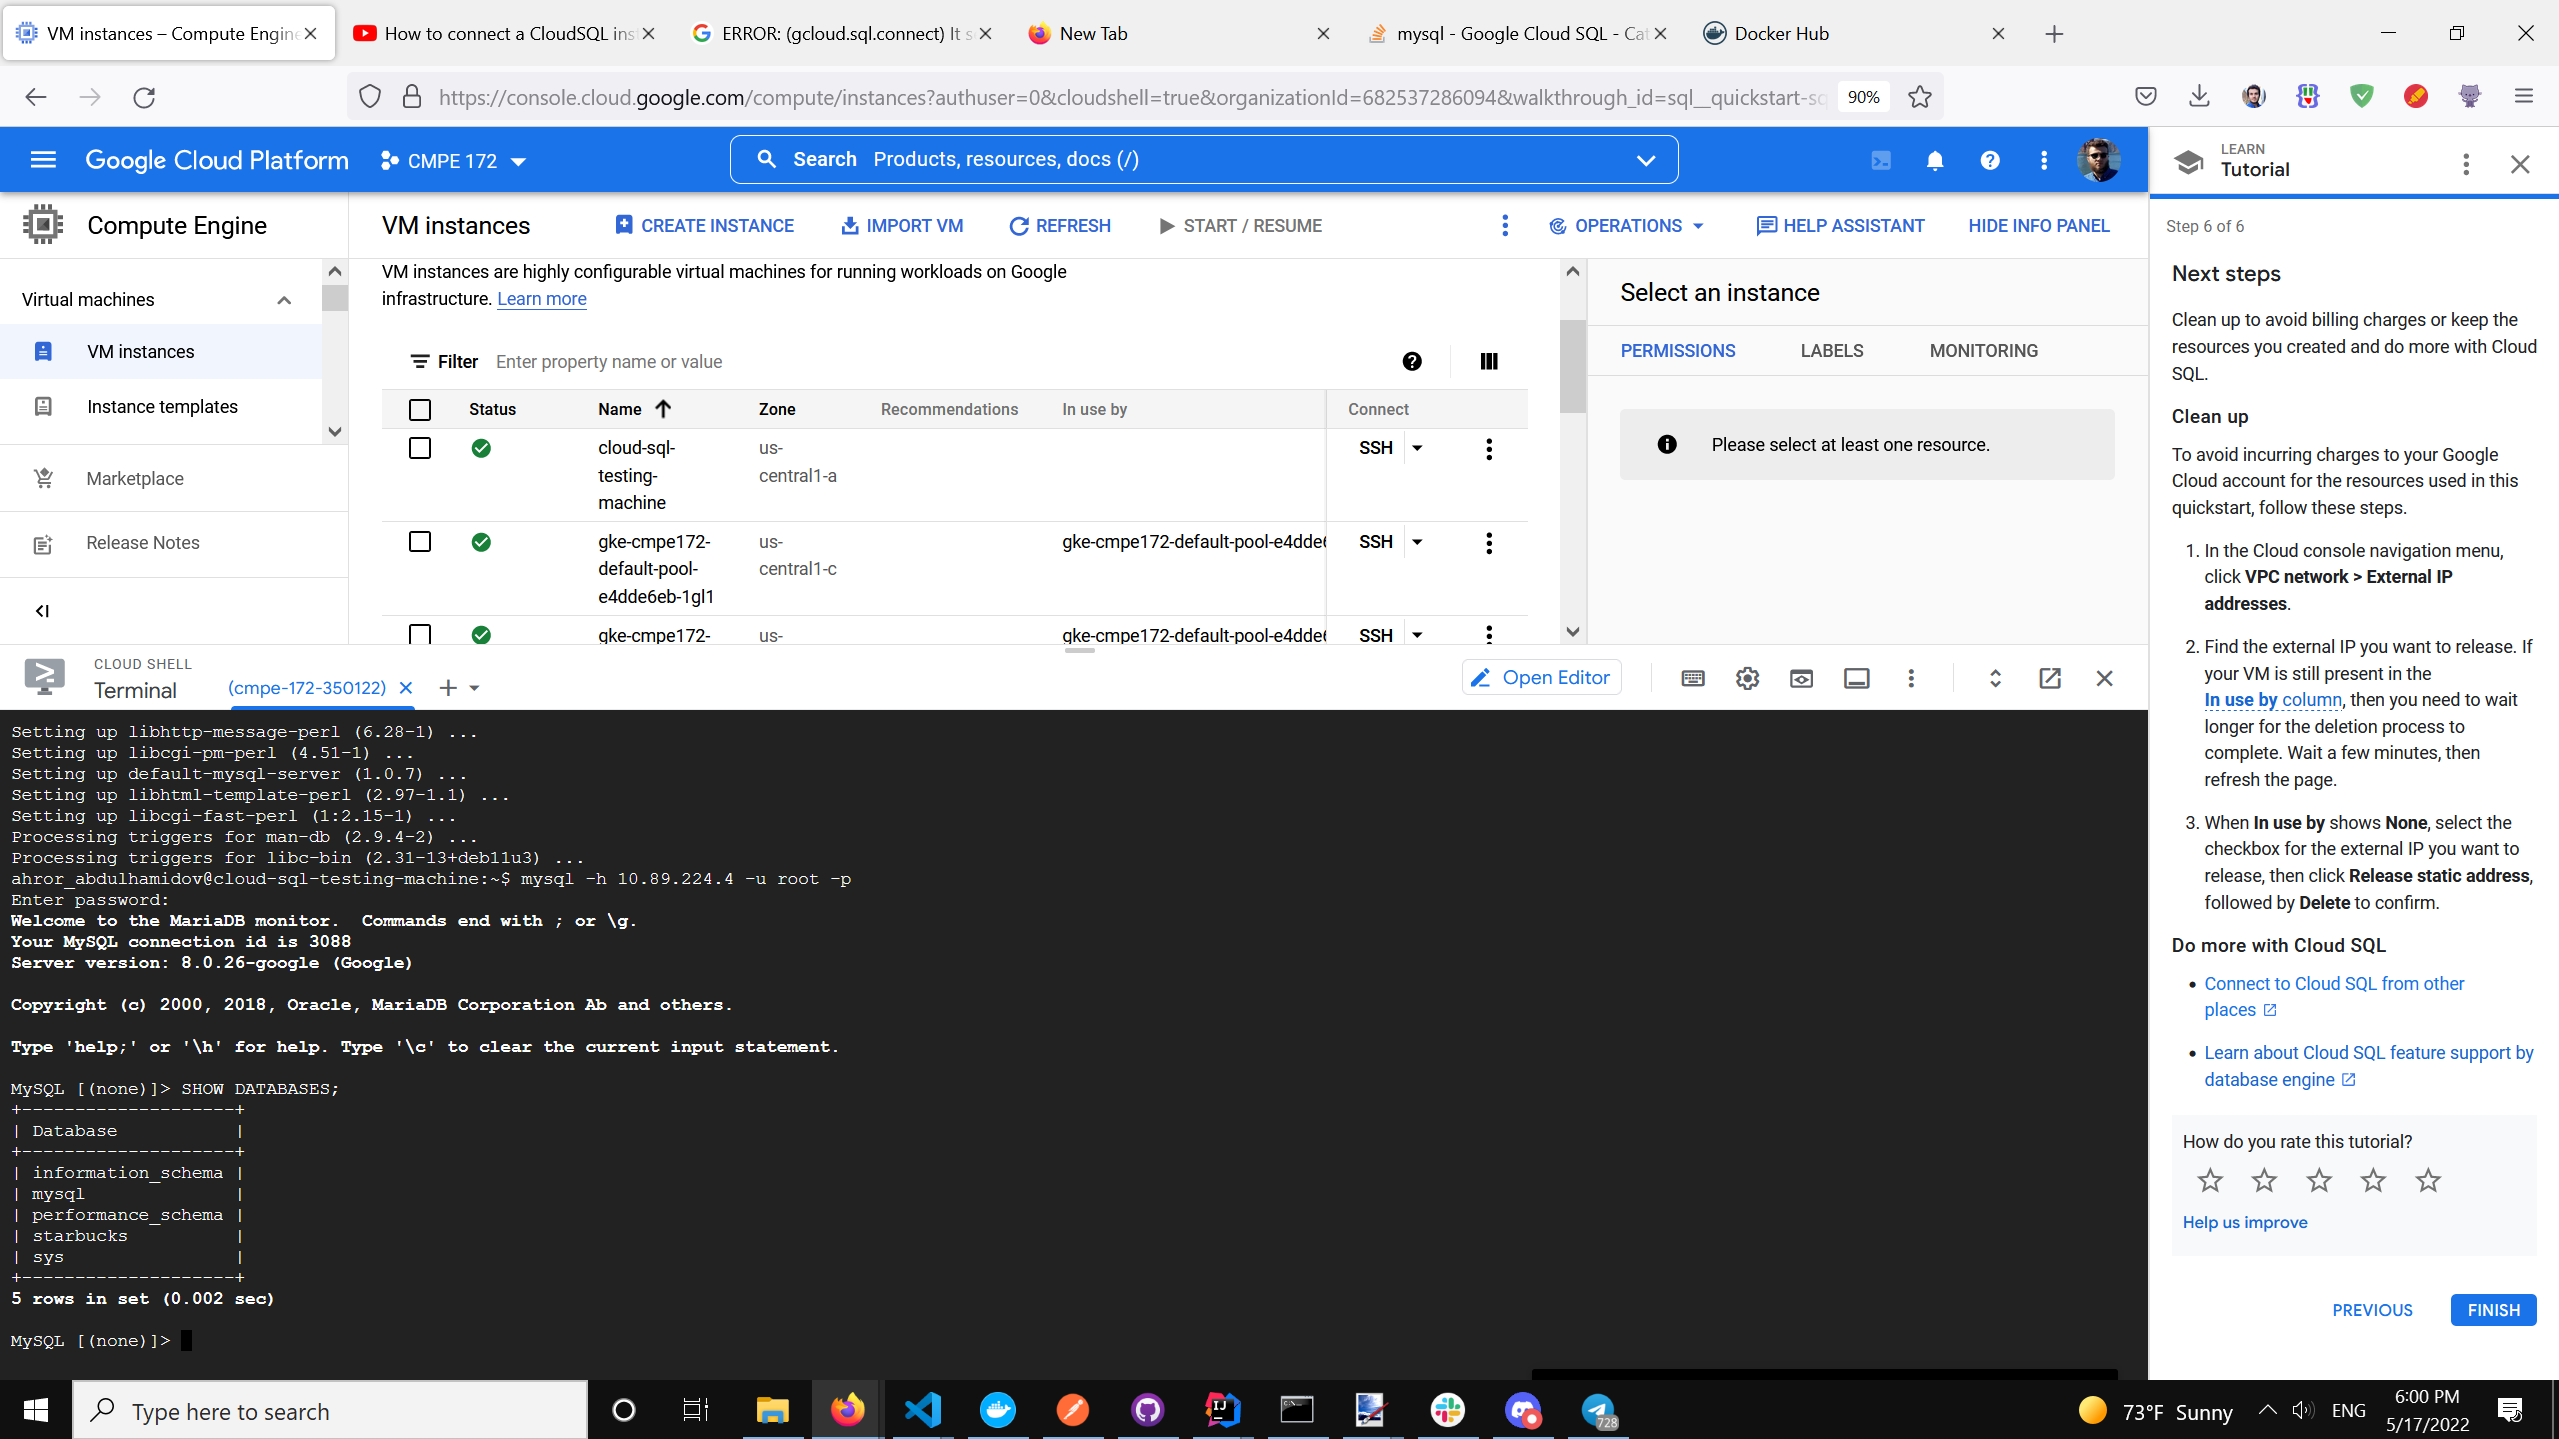 VM instances – Compute Engine
How to connect a CloudSQL inst
ERROR: (gcloud.sql.connect) It s
New Tab
mysql - Google Cloud SQL - Cat
Docker Hub
https://console.cloud.google.com/compute/instances?authuser=0&cloudshell=true&organizationId=682537286094&walkthrough_id=sql__quickstart-sq
90%
Google Cloud Platform
CMPE 172
Search Products, resources, docs (/)
LEARN
Tutorial
Compute Engine
VM instances
CREATE INSTANCE
IMPORT VM
REFRESH
START / RESUME
OPERATIONS
HELP ASSISTANT
HIDE INFO PANEL
Virtual machines
VM instances
Instance templates
Marketplace
Release Notes
VM instances are highly configurable virtual machines for running workloads on Google
infrastructure. Learn more
Filter Enter property name or value
Status Name Zone Recommendations In use by Connect
cloud-sql- us- SSH
testing- central1-a
machine
gke-cmpe172- us- gke-cmpe172-default-pool-e4dde6 SSH
default-pool- central1-c
e4dde6eb-1gl1
gke-cmpe172- us- gke-cmpe172-default-pool-e4dde6 SSH
Select an instance
PERMISSIONS LABELS MONITORING
Please select at least one resource.
CLOUD SHELL
Terminal
(cmpe-172-350122)
Open Editor
Setting up libhttp-message-perl (6.28-1) ...
Setting up libcgi-pm-perl (4.51-1) ...
Setting up default-mysql-server (1.0.7) ...
Setting up libhtml-template-perl (2.97-1.1) ...
Setting up libcgi-fast-perl (1:2.15-1) ...
Processing triggers for man-db (2.9.4-2) ...
Processing triggers for libc-bin (2.31-13+deb11u3) ...
ahror_abdulhamidov@cloud-sql-testing-machine:~$ mysql -h 10.89.224.4 -u root -p
Enter password:
Welcome to the MariaDB monitor.  Commands end with ; or \g.
Your MySQL connection id is 3088
Server version: 8.0.26-google (Google)
Copyright (c) 2000, 2018, Oracle, MariaDB Corporation Ab and others.
Type 'help;' or '\h' for help. Type '\c' to clear the current input statement.
MySQL [(none)]> SHOW DATABASES;
+--------------------+
| Database           |
+--------------------+
| information_schema |
| mysql              |
| performance_schema |
| starbucks          |
| sys                |
+--------------------+
5 rows in set (0.002 sec)
MySQL [(none)]>
Step 6 of 6
Next steps
Clean up to avoid billing charges or keep the
resources you created and do more with Cloud
SQL.
Clean up
To avoid incurring charges to your Google
Cloud account for the resources used in this
quickstart, follow these steps.
1. In the Cloud console navigation menu,
click VPC network > External IP
addresses.
2. Find the external IP you want to release. If
your VM is still present in the
In use by column, then you need to wait
longer for the deletion process to
complete. Wait a few minutes, then
refresh the page.
3. When In use by shows None, select the
checkbox for the external IP you want to
release, then click Release static address,
followed by Delete to confirm.
Do more with Cloud SQL
• Connect to Cloud SQL from other
places
• Learn about Cloud SQL feature support by
database engine
How do you rate this tutorial?
Help us improve
PREVIOUS
FINISH
Type here to search
728
73°F Sunny
ENG
6:00 PM
5/17/2022